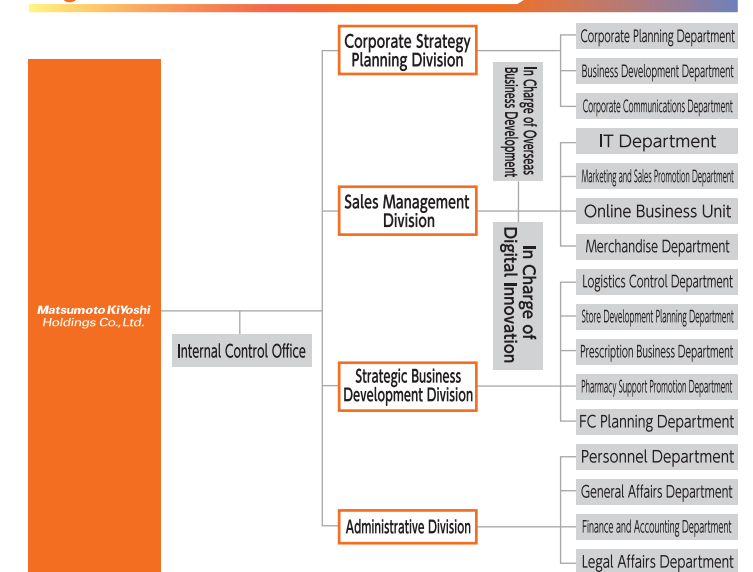 Matsumoto KiYoshi
Holdings Co., Ltd.
Internal Control Office
Corporate Strategy
Planning Division
Sales Management
Division
Strategic Business
Development Division
Administrative Division
In Charge of Overseas
Business Development
In Charge of
Digital Innovation
Corporate Planning Department
Business Development Department
Corporate Communications Department
IT Department
Marketing and Sales Promotion Department
Online Business Unit
Merchandise Department
Logistics Control Department
Store Development Planning Department
Prescription Business Department
Pharmacy Support Promotion Department
FC Planning Department
Personnel Department
General Affairs Department
Finance and Accounting Department
Legal Affairs Department